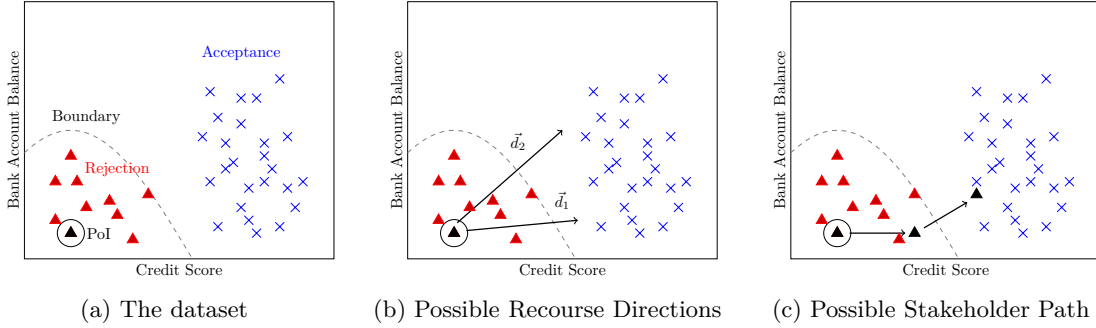 Bank Account Balance
Acceptance
Boundary
Rejection
PoI
Credit Score
(a) The dataset
Bank Account Balance
d⃗₂
d⃗₁
Credit Score
(b) Possible Recourse Directions
Bank Account Balance
Credit Score
(c) Possible Stakeholder Path